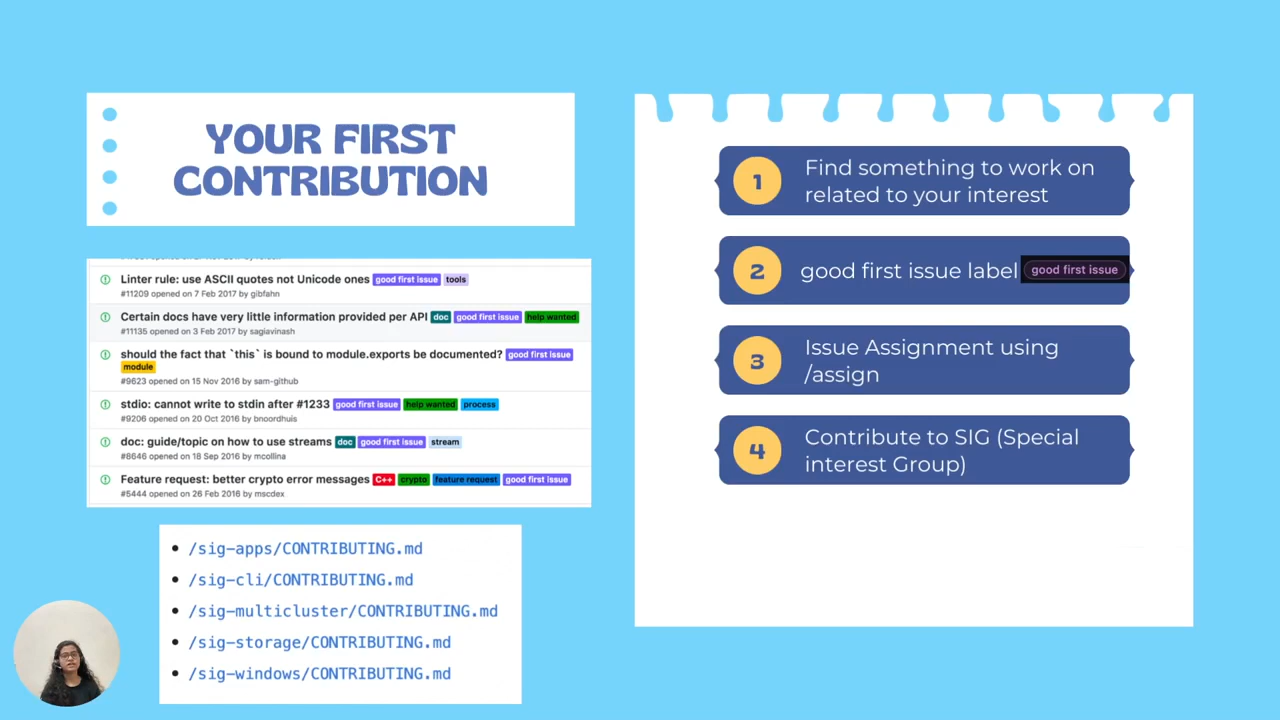 YOUR FIRST
CONTRIBUTION
Linter rule: use ASCII quotes not Unicode ones good first issue tools
#11209 opened on 7 Feb 2017 by gibfahn
Certain docs have very little information provided per API doc good first issue help wanted
#11135 opened on 3 Feb 2017 by sagiavinash
should the fact that `this` is bound to module.exports be documented? good first issue
module
#9623 opened on 15 Nov 2016 by sam-github
stdio: cannot write to stdin after #1233 good first issue help wanted process
#9206 opened on 20 Oct 2016 by bnoordhuis
doc: guide/topic on how to use streams doc good first issue stream
#8646 opened on 18 Sep 2016 by mcollina
Feature request: better crypto error messages C++ crypto feature request good first issue
#5444 opened on 26 Feb 2016 by mscdex
/sig-apps/CONTRIBUTING.md
/sig-cli/CONTRIBUTING.md
/sig-multicluster/CONTRIBUTING.md
/sig-storage/CONTRIBUTING.md
/sig-windows/CONTRIBUTING.md
1 Find something to work on
related to your interest
2 good first issue label good first issue
3 Issue Assignment using
/assign
4 Contribute to SIG (Special
interest Group)